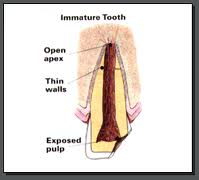 Immature Tooth
Open
apex
Thin
walls
Exposed
pulp